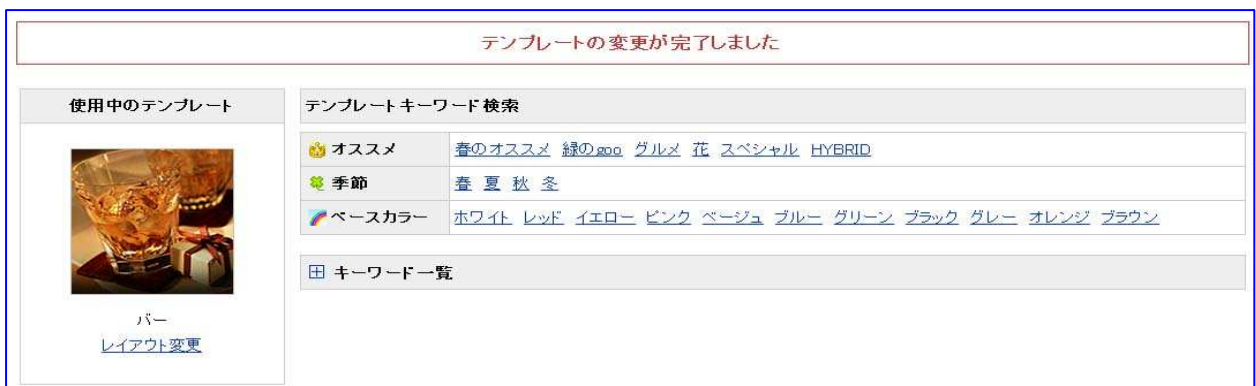 テンプレートの変更が完了しました
使用中のテンプレート
バー
レイアウト変更
テンプレートキーワード検索
オススメ 春のオススメ 緑のgoo グルメ 花 スペシャル HYBRID
季節 春 夏 秋 冬
ベースカラー ホワイト レッド イエロー ピンク ベージュ ブルー グリーン ブラック グレー オレンジ ブラウン
キーワード一覧